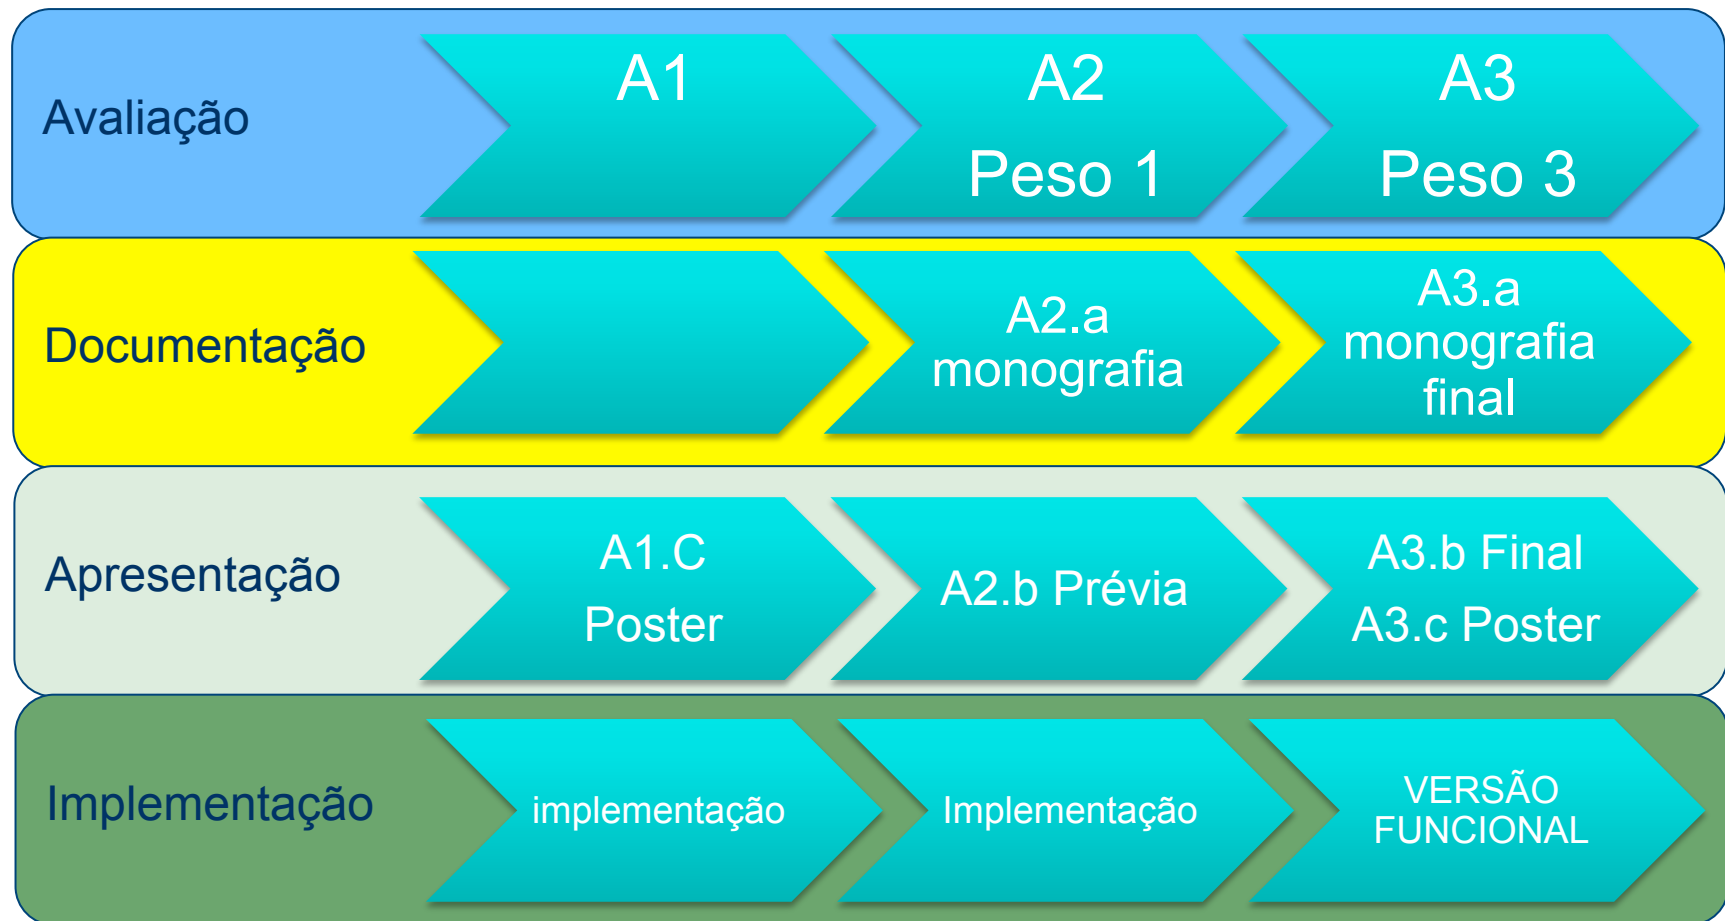 Avaliação
A1
A2
Peso 1
A3
Peso 3
Documentação
A2.a
monografia
A3.a
monografia
final
Apresentação
A1.C
Poster
A2.b Prévia
A3.b Final
A3.c Poster
Implementação
implementação
Implementação
VERSÃO
FUNCIONAL